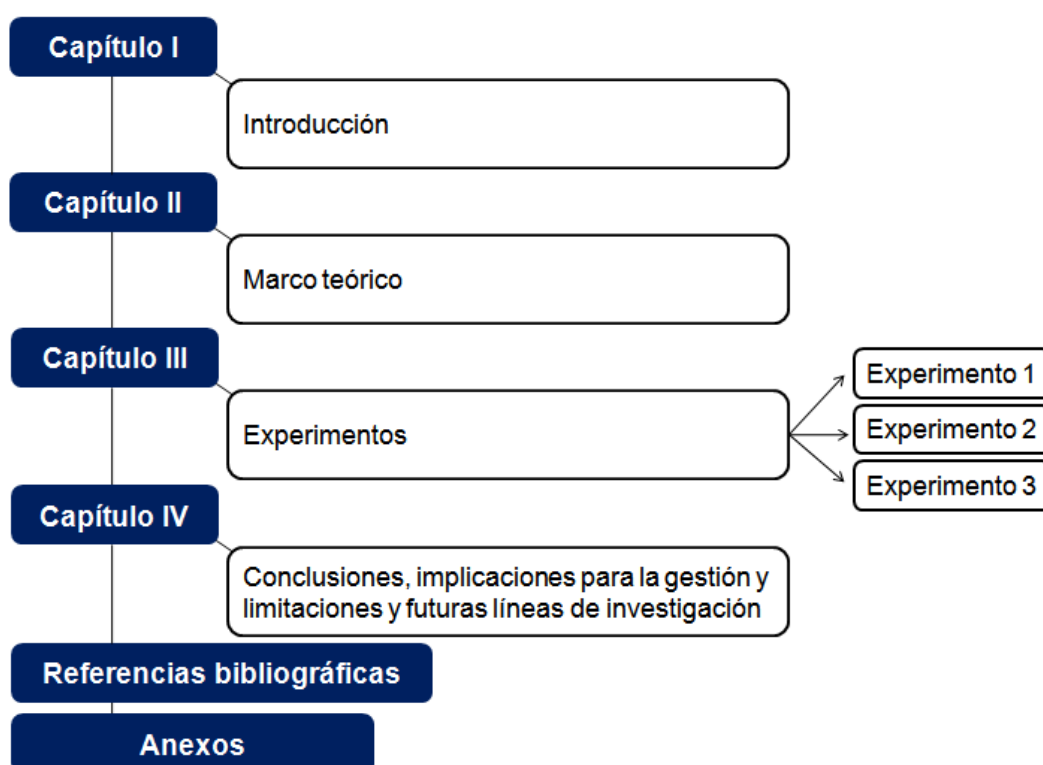 Capítulo I
Introducción
Capítulo II
Marco teórico
Capítulo III
Experimentos
Experimento 1
Experimento 2
Experimento 3
Capítulo IV
Conclusiones, implicaciones para la gestión y
limitaciones y futuras líneas de investigación
Referencias bibliográficas
Anexos